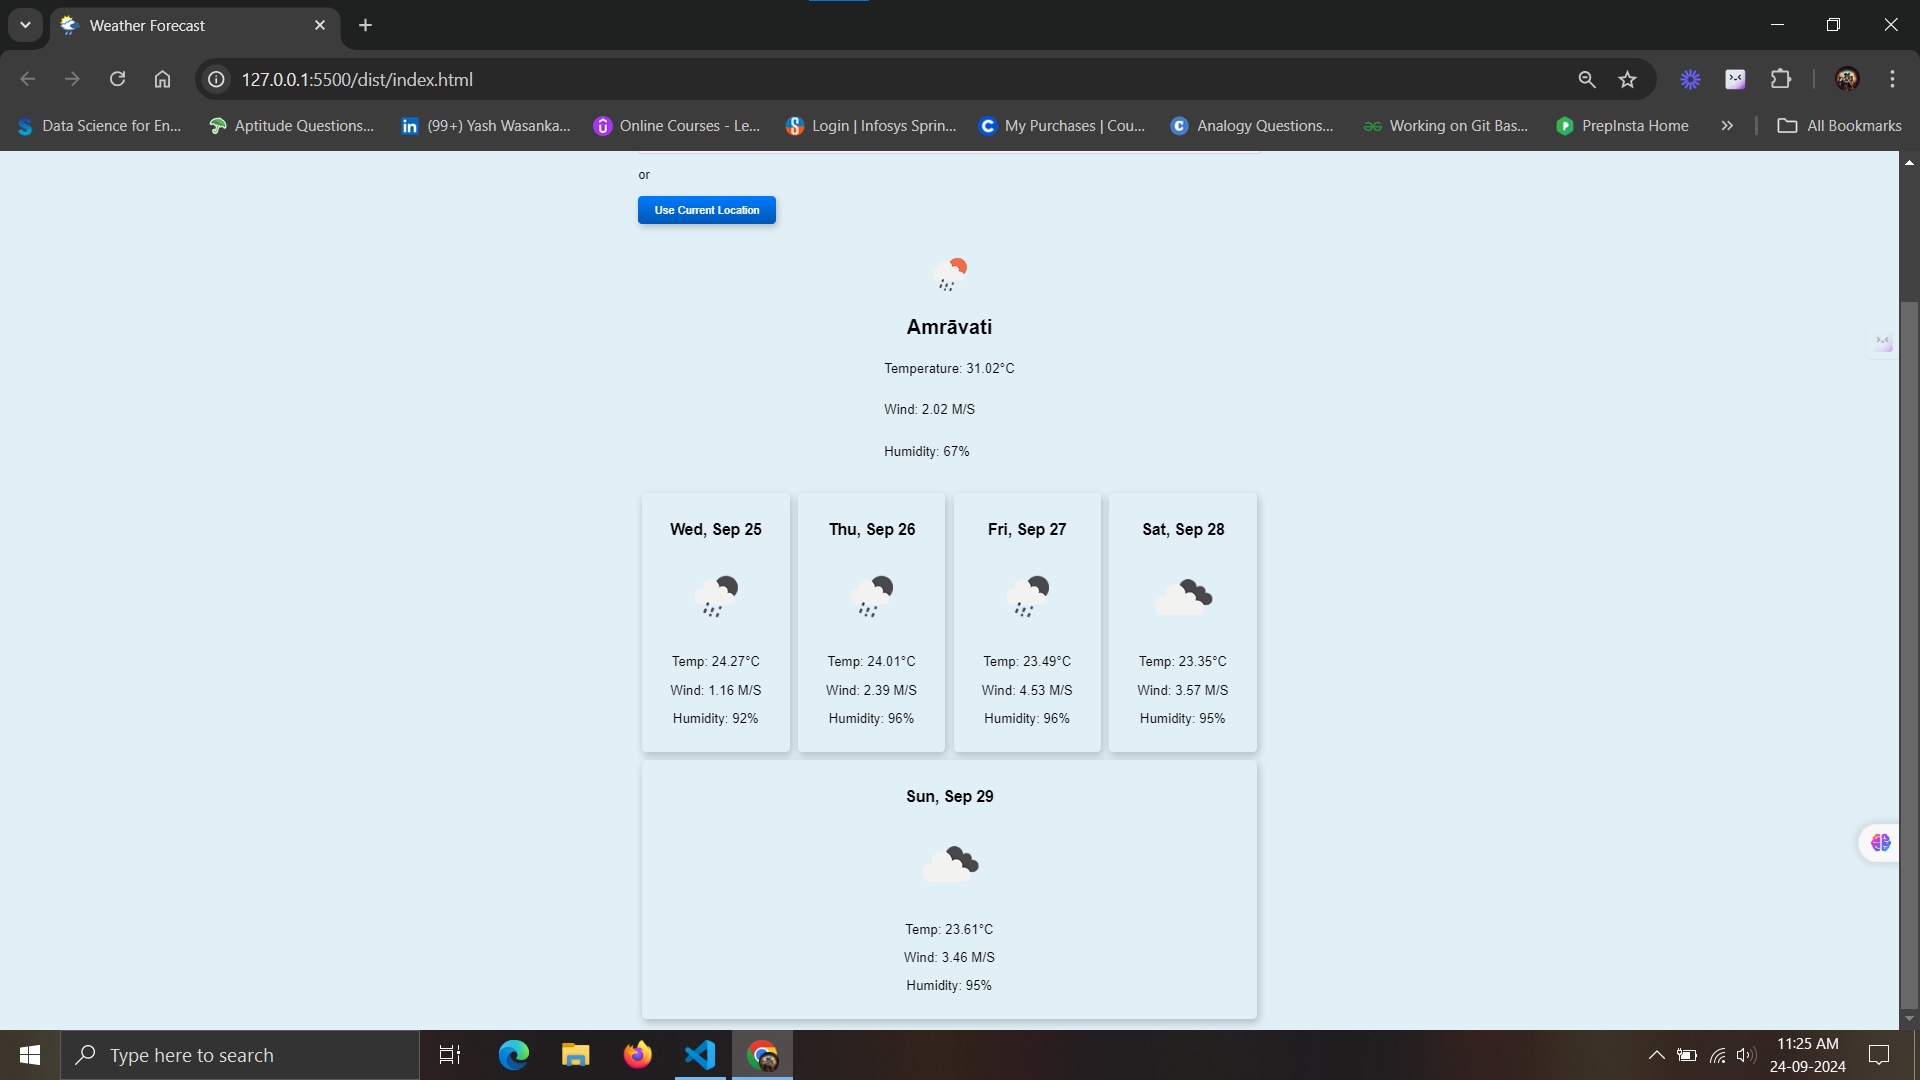 Weather Forecast
127.0.0.1:5500/dist/index.html
Data Science for En...
Aptitude Questions...
(99+) Yash Wasanka...
Online Courses - Le...
Login | Infosys Sprin...
My Purchases | Cou...
Analogy Questions...
Working on Git Bas...
PrepInsta Home
All Bookmarks
or
Use Current Location
Amrāvati
Temperature: 31.02°C
Wind: 2.02 M/S
Humidity: 67%
Wed, Sep 25
Temp: 24.27°C
Wind: 1.16 M/S
Humidity: 92%
Thu, Sep 26
Temp: 24.01°C
Wind: 2.39 M/S
Humidity: 96%
Fri, Sep 27
Temp: 23.49°C
Wind: 4.53 M/S
Humidity: 96%
Sat, Sep 28
Temp: 23.35°C
Wind: 3.57 M/S
Humidity: 95%
Sun, Sep 29
Temp: 23.61°C
Wind: 3.46 M/S
Humidity: 95%
Type here to search
11:25 AM
24-09-2024